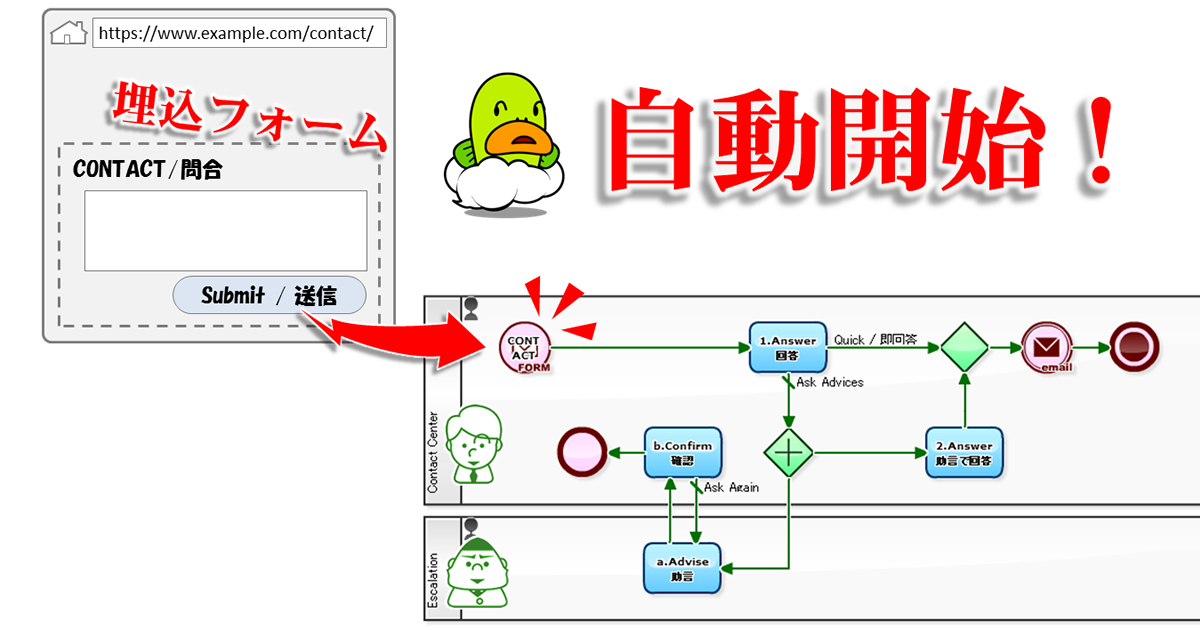 https://www.example.com/contact/
埋込フォーム
CONTACT/問合
Submit / 送信
自動開始！
CONT
ACT
FORM
1.Answer
回答
Quick / 即回答
email
Ask Advices
Contact Center
b.Confirm
確認
2.Answer
助言で回答
Ask Again
Escalation
a.Advise
助言